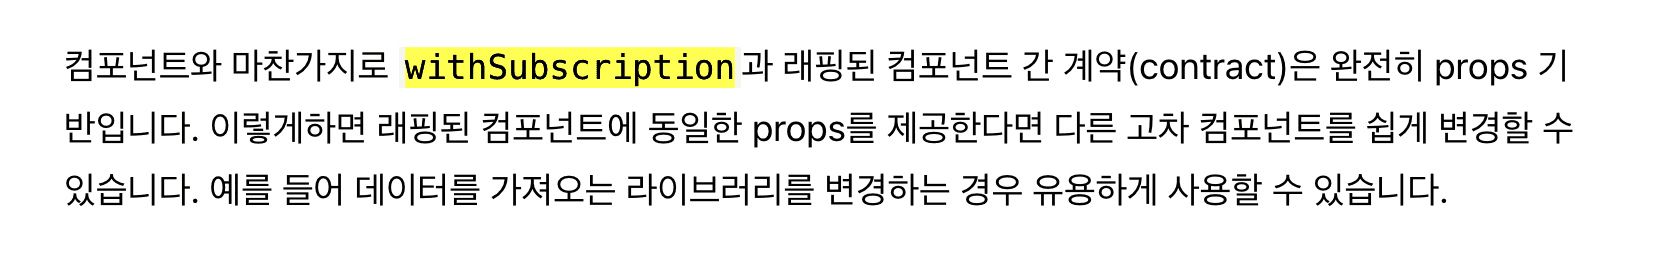 컴포넌트와 마찬가지로 withSubscription과 래핑된 컴포넌트 간 계약(contract)은 완전히 props 기
반입니다. 이렇게하면 래핑된 컴포넌트에 동일한 props를 제공한다면 다른 고차 컴포넌트를 쉽게 변경할 수
있습니다. 예를 들어 데이터를 가져오는 라이브러리를 변경하는 경우 유용하게 사용할 수 있습니다.